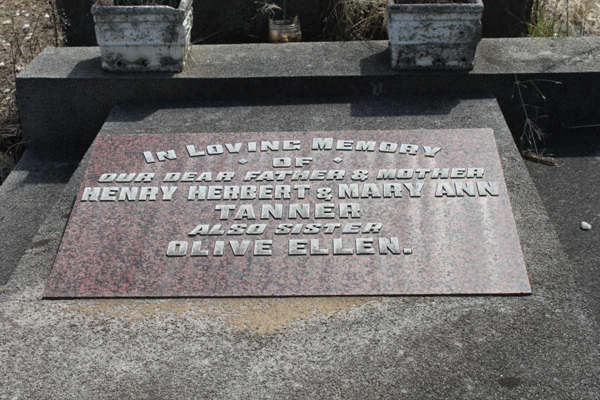 In Loving Memory
OF
OUR DEAR FATHER & MOTHER
HENRY HERBERT & MARY ANN
TANNER
ALSO SISTER
OLIVE ELLEN.